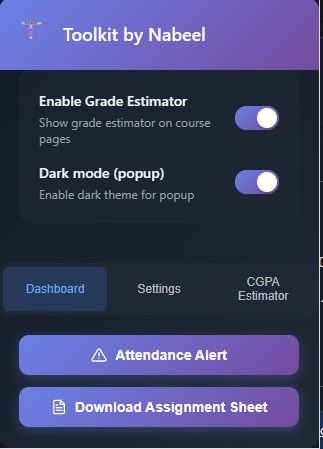 Toolkit by Nabeel
Enable Grade Estimator
Show grade estimator on course
pages
Dark mode (popup)
Enable dark theme for popup
Dashboard
Settings
CGPA
Estimator
Attendance Alert
Download Assignment Sheet